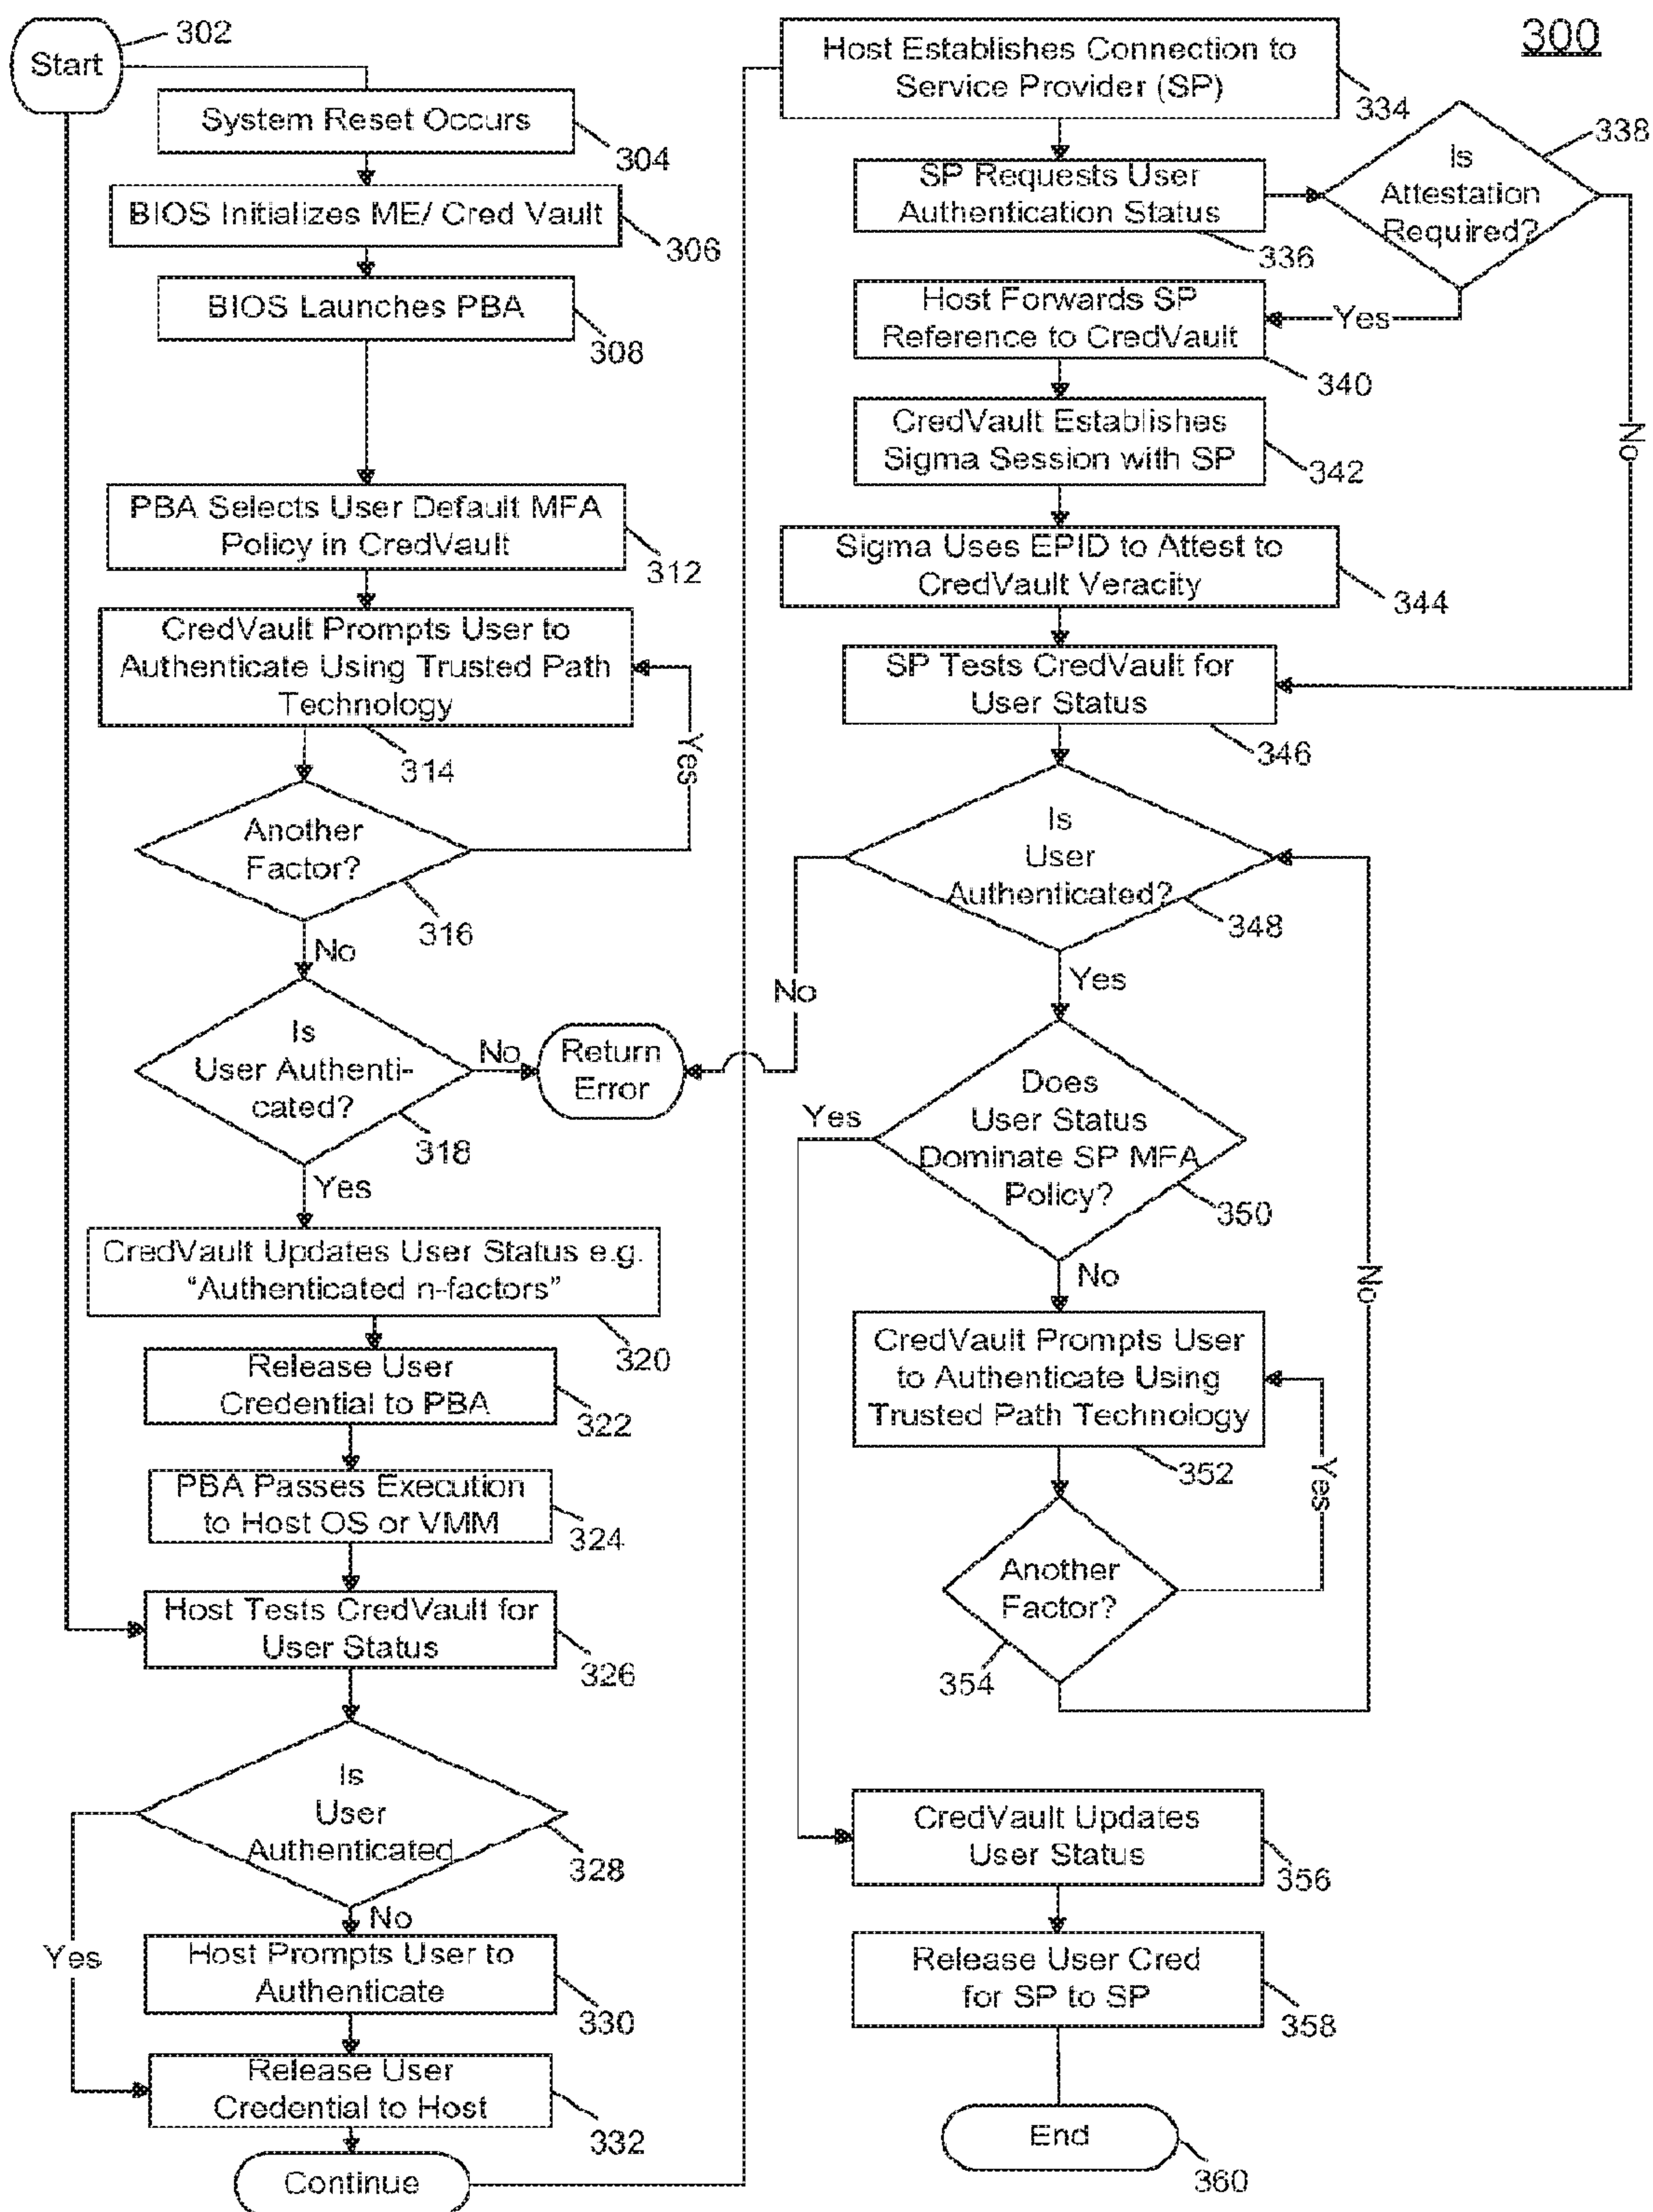 300
302
Start
System Reset Occurs
304
BIOS Initializes ME/ Cred Vault
306
BIOS Launches PBA
308
PBA Selects User Default MFA
Policy in CredVault
312
CredVault Prompts User to
Authenticate Using Trusted Path
Technology
314
Yes
Another
Factor?
316
No
Is
User Authenti-
cated?
318
No
Return
Error
Yes
CredVault Updates User Status e.g.
“Authenticated n-factors”
320
Release User
Credential to PBA
322
PBA Passes Execution
to Host OS or VMM
324
Host Tests CredVault for
User Status
326
Is
User
Authenticated
328
No
Yes
Host Prompts User to
Authenticate
330
Release User
Credential to Host
332
Continue
Host Establishes Connection to
Service Provider (SP)
334
SP Requests User
Authentication Status
336
Is
Attestation
Required?
338
Yes
No
Host Forwards SP
Reference to CredVault
340
CredVault Establishes
Sigma Session with SP
342
Sigma Uses EPID to Attest to
CredVault Veracity
344
SP Tests CredVault for
User Status
346
Is
User
Authenticated?
348
No
Yes
Does
User Status
Dominate SP MFA
Policy?
350
Yes
No
CredVault Prompts User
to Authenticate Using
Trusted Path Technology
352
Yes
Another
Factor?
354
No
CredVault Updates
User Status
356
Release User Cred
for SP to SP
358
End
360